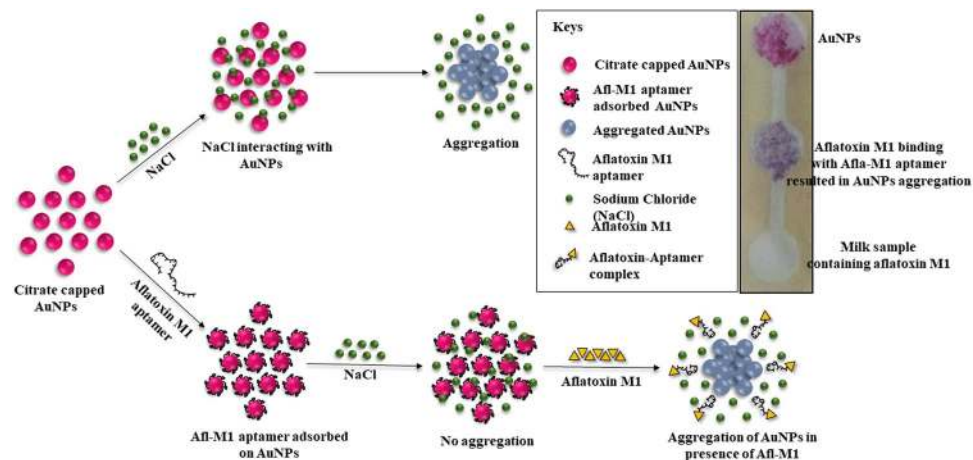 NaCl
NaCl interacting with
AuNPs
Aggregation
Citrate capped
AuNPs
Aflatoxin M1
aptamer
Afl-M1 aptamer adsorbed
on AuNPs
NaCl
No aggregation
Aflatoxin M1
Aggregation of AuNPs in
presence of Afl-M1
Keys
Citrate capped AuNPs
Afl-M1 aptamer
adsorbed AuNPs
Aggregated AuNPs
Aflatoxin M1
aptamer
Sodium Chloride
(NaCl)
Aflatoxin M1
Aflatoxin-Aptamer
complex
AuNPs
Aflatoxin M1 binding
with Afla-M1 aptamer
resulted in AuNPs aggregation
Milk sample
containing aflatoxin M1